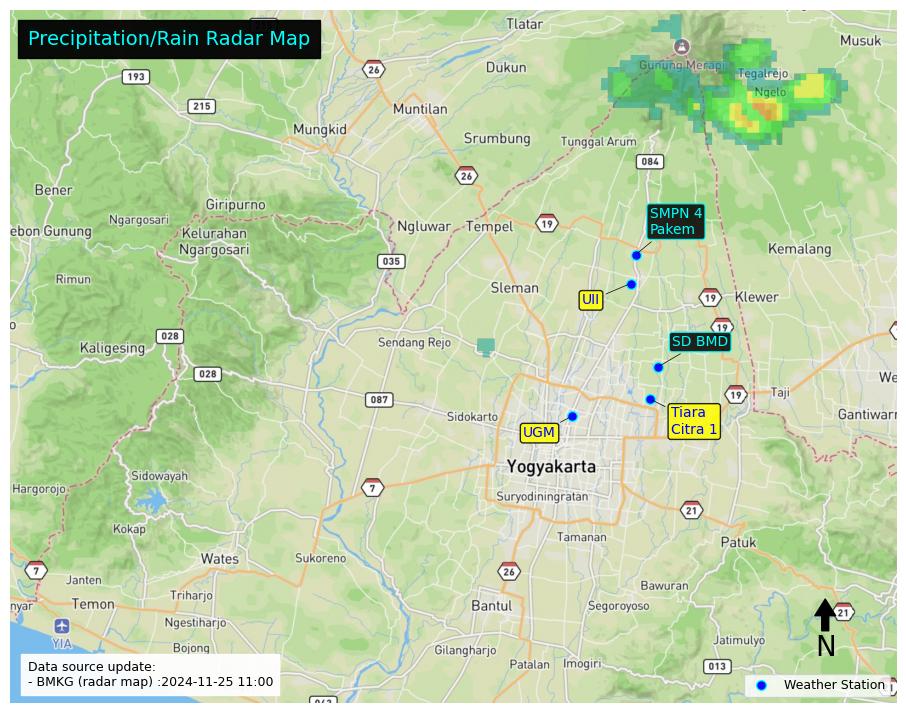 Precipitation/Rain Radar Map
Tlatar
Musuk
193
26
Dukun
Gunung Merapi
Tegalrejo
Ngelo
215
Muntilan
Mungkid
Srumbung
Tunggal Arum
084
26
Bener
Giripurno
Ngargosari
SMPN 4
Pakem
ebon Gunung
Kelurahan
Ngargosari
Ngluwar
Tempel
19
Kemalang
035
Rimun
Sleman
UII
19
Klewer
19
028
Kaligesing
Sendang Rejo
SD BMD
028
We
087
19
Taji
Sidokarto
Tiara
Citra 1
Gantiwarn
UGM
Yogyakarta
Sidowayah
Hargorojo
7
Suryodiningratan
21
Kokap
Tamanan
Patuk
Wates
Sukoreno
7
Janten
26
Bawuran
Triharjo
nyar
Temon
Bantul
Segoroyoso
21
Ngestiharjo
YIA
Jatimulyo
N
Bojong
Gilangharjo
Patalan
Imogiri
013
Data source update:
- BMKG (radar map) :2024-11-25 11:00
Weather Station